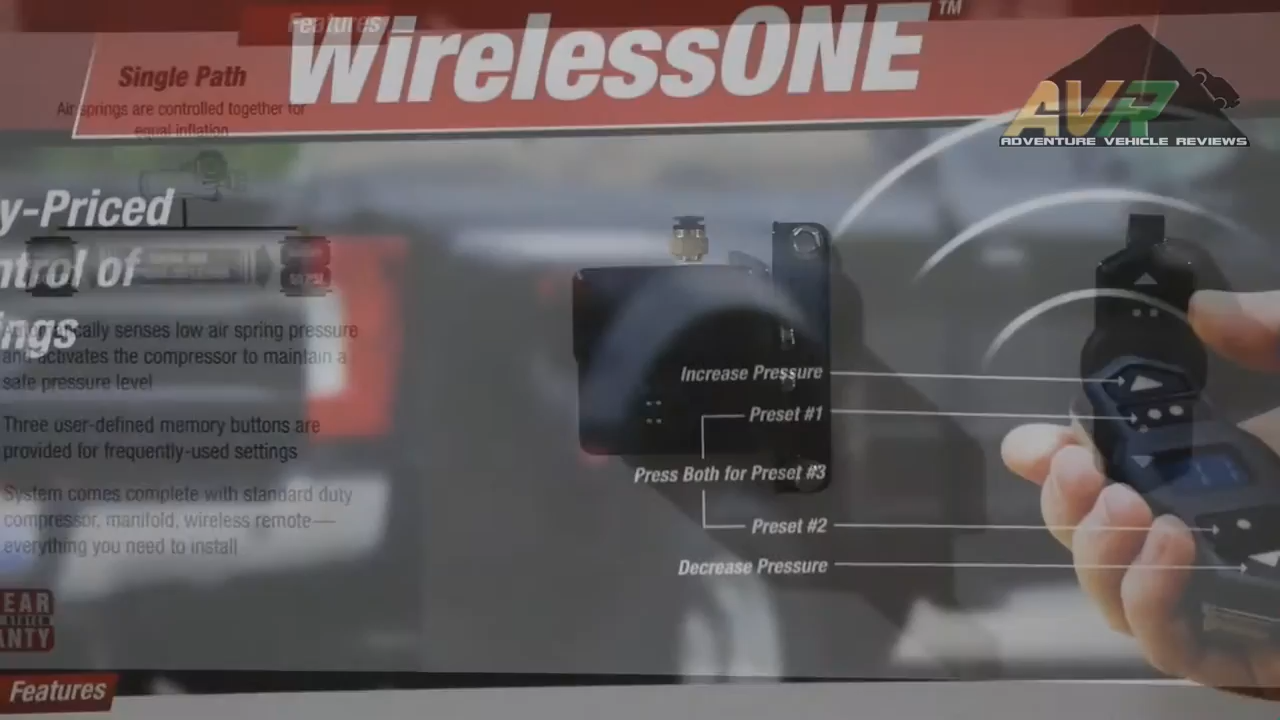 Features
WirelessONE™
Single Path
Air springs are controlled together for
equal inflation
AVR
ADVENTURE VEHICLE REVIEWS
y-Priced
ntrol of
ngs
Automatically senses low air spring pressure
and activates the compressor to maintain a
safe pressure level
Three user-defined memory buttons are
provided for frequently-used settings
System comes complete with standard duty
compressor, manifold, wireless remote—
everything you need to install
Increase Pressure
Preset #1
Press Both for Preset #3
Preset #2
Decrease Pressure
EAR
ANTY
Features